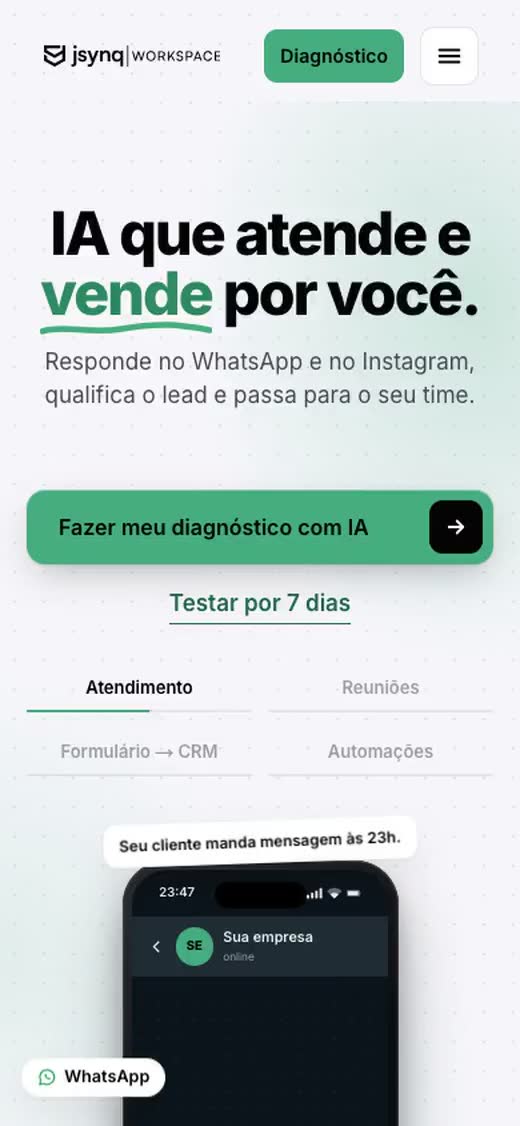 jsynq|WORKSPACE
Diagnóstico
IA que atende e
vende por você.
Responde no WhatsApp e no Instagram,
qualifica o lead e passa para o seu time.
Fazer meu diagnóstico com IA
Testar por 7 dias
Atendimento
Reuniões
Formulário → CRM
Automações
Seu cliente manda mensagem às 23h.
23:47
SE
Sua empresa
online
WhatsApp